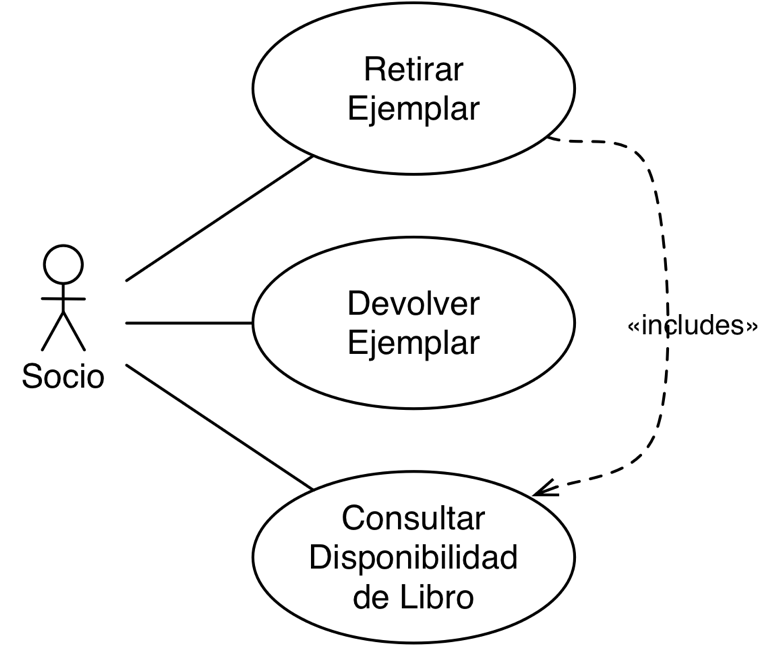 Retirar
Ejemplar
Devolver
Ejemplar
«includes»
Socio
Consultar
Disponibilidad
de Libro